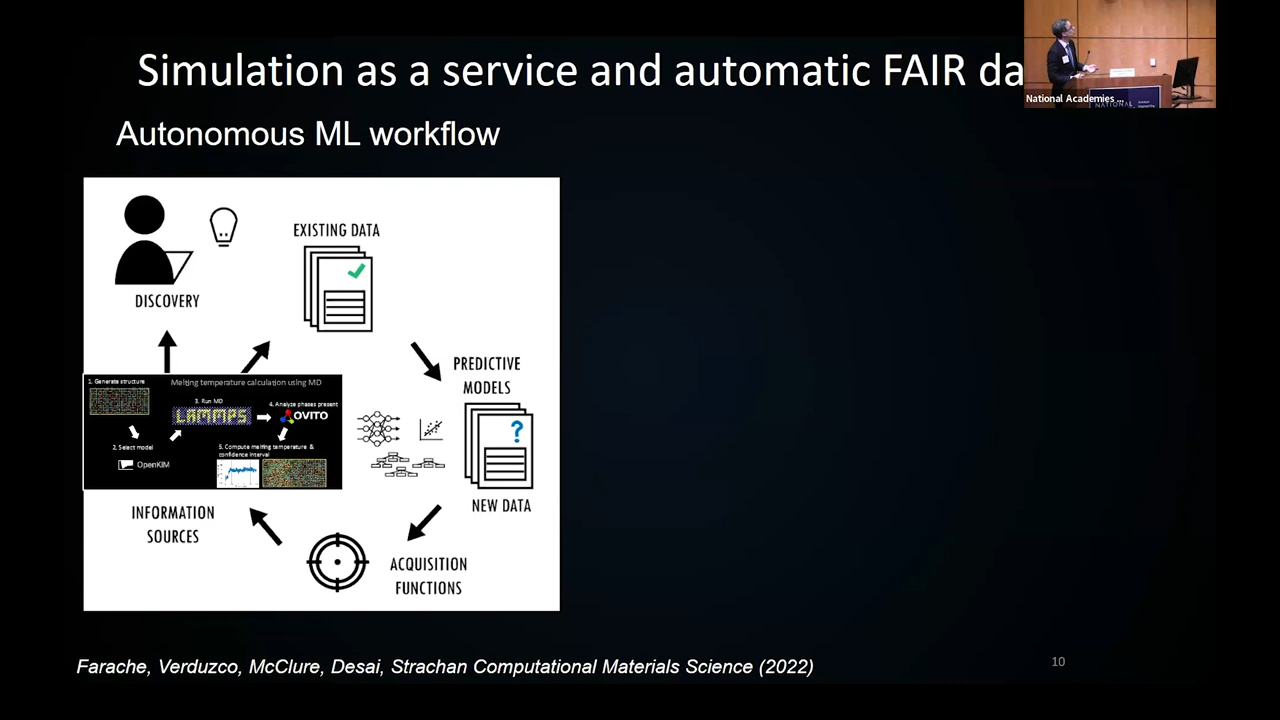 Simulation as a service and automatic FAIR da
National Academies ...
NATIONAL
Autonomous ML workflow
EXISTING DATA
DISCOVERY
PREDICTIVE
MODELS
1. Generate structure
Melting temperature calculation using MD
3. Run MD
LAMMPS
4. Analyze phases present
OVITO
2. Select model
OpenKIM
5. Compute melting temperature &
confidence interval
?
NEW DATA
INFORMATION
SOURCES
ACQUISITION
FUNCTIONS
Farache, Verduzco, McClure, Desai, Strachan Computational Materials Science (2022)
10